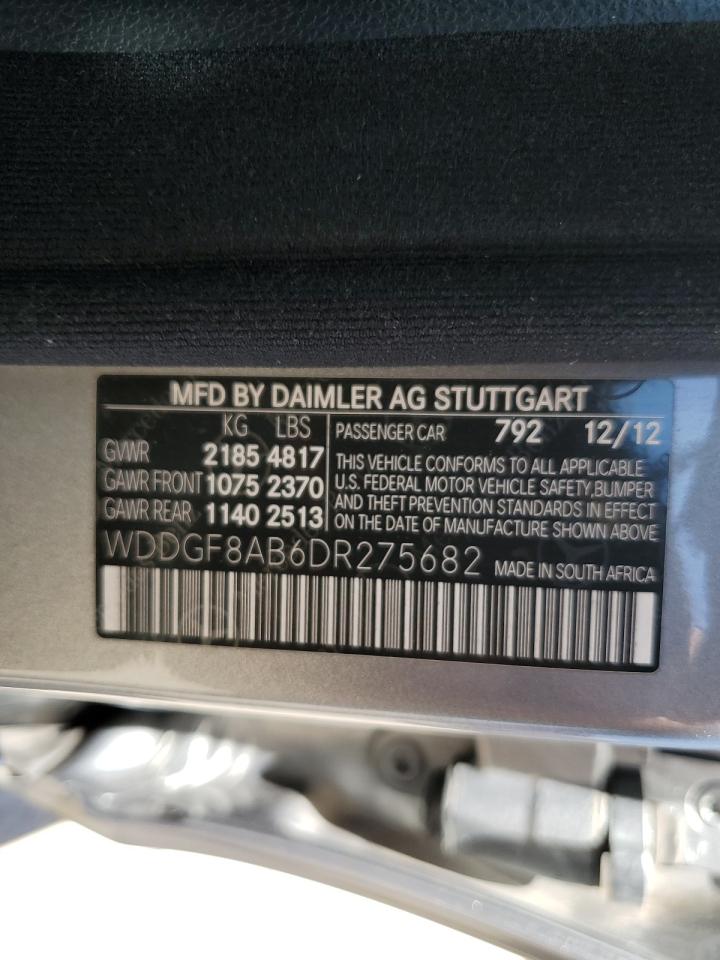 MFD BY DAIMLER AG STUTTGART
KG LBS
GVWR 2185 4817
GAWR FRONT 1075 2370
GAWR REAR 1140 2513
PASSENGER CAR 792 12/12
THIS VEHICLE CONFORMS TO ALL APPLICABLE
U.S. FEDERAL MOTOR VEHICLE SAFETY, BUMPER
AND THEFT PREVENTION STANDARDS IN EFFECT
ON THE DATE OF MANUFACTURE SHOWN ABOVE
WDDGF8AB6DR275682 MADE IN SOUTH AFRICA